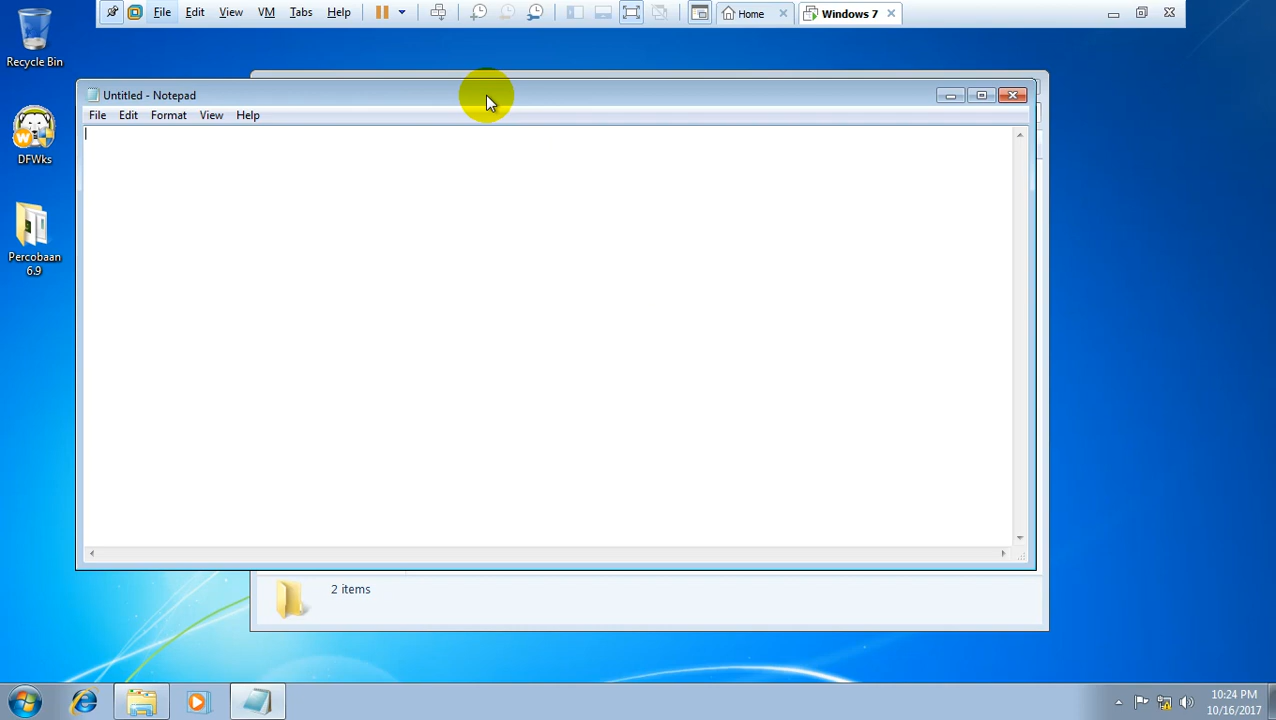 File Edit View VM Tabs Help Home Windows 7
Recycle Bin
DFWks
Percobaan 6.9
Untitled - Notepad
File Edit Format View Help
2 items
10:24 PM
10/16/2017